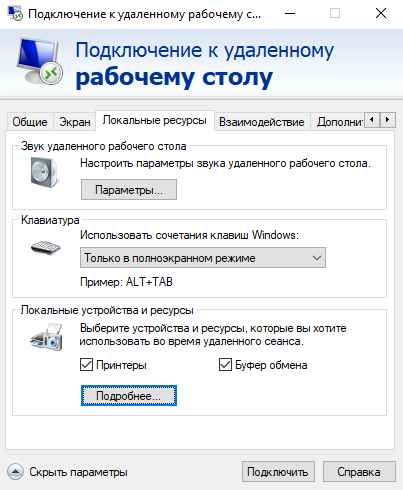 Подключение к удаленному рабочему с...
Подключение к удаленному
рабочему столу
Общие Экран Локальные ресурсы Взаимодействие Дополнит
Звук удаленного рабочего стола
Настроить параметры звука удаленного рабочего стола.
Параметры...
Клавиатура
Использовать сочетания клавиш Windows:
Только в полноэкранном режиме
Пример: ALT+TAB
Локальные устройства и ресурсы
Выберите устройства и ресурсы, которые вы хотите
использовать во время удаленного сеанса.
Принтеры Буфер обмена
Подробнее...
Скрыть параметры Подключить Справка